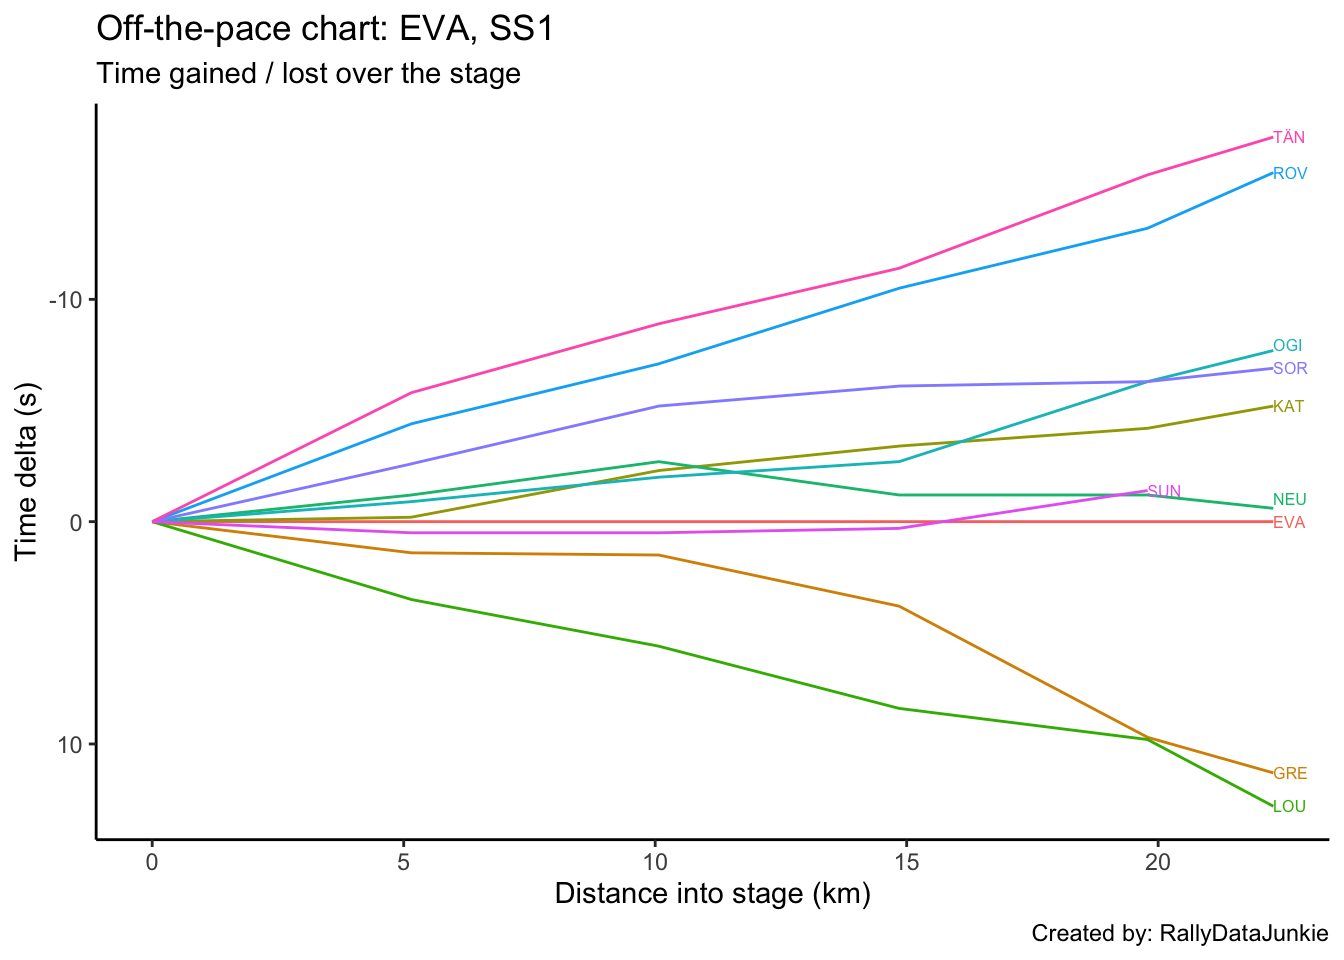 Off-the-pace chart: EVA, SS1
Time gained / lost over the stage
TÄN
ROV
-10
OGI
SOR
Time delta (s)
KAT
SUN
NEU
0
EVA
10
GRE
LOU
0 5 10 15 20
Distance into stage (km)
Created by: RallyDataJunkie